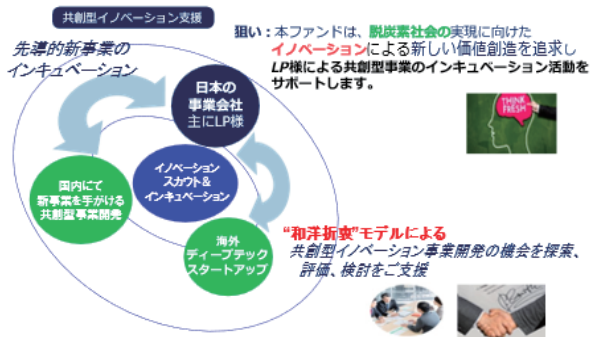 共創型イノベーション支援
先導的新事業の
インキュベーション
狙い：本ファンドは、脱炭素社会の実現に向けた
イノベーションによる新しい価値創造を追求し
LP様による共創型事業のインキュベーション活動を
サポートします。
THINK
FRESH
日本の
事業会社
主にLP様
イノベーション
スカウト＆
インキュベーション
国内にて
新事業を手がける
共創型事業開発
海外
ディープテック
スタートアップ
“和洋折衷”モデルによる
共創型イノベーション事業開発の機会を探索、
評価、検討をご支援